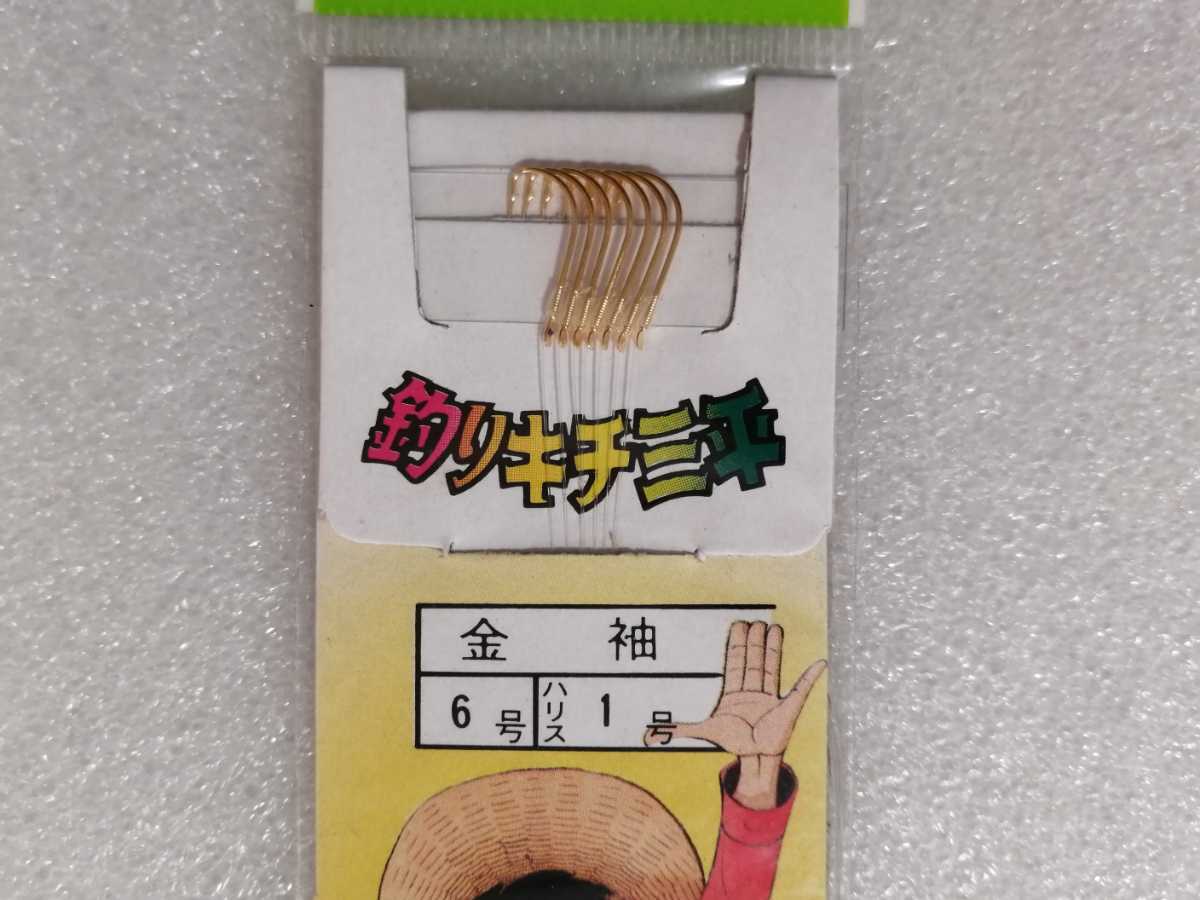 釣りキチ三平
金 袖
6号 ハリス 1号